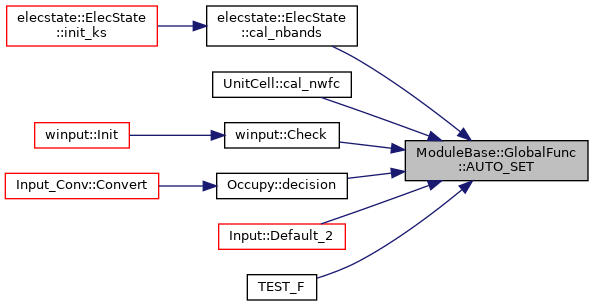 elecstate::ElecState
::init_ks
elecstate::ElecState
::cal_nbands
UnitCell::cal_nwfc
winput::Init
winput::Check
ModuleBase::GlobalFunc
::AUTO_SET
Input_Conv::Convert
Occupy::decision
Input::Default_2
TEST_F